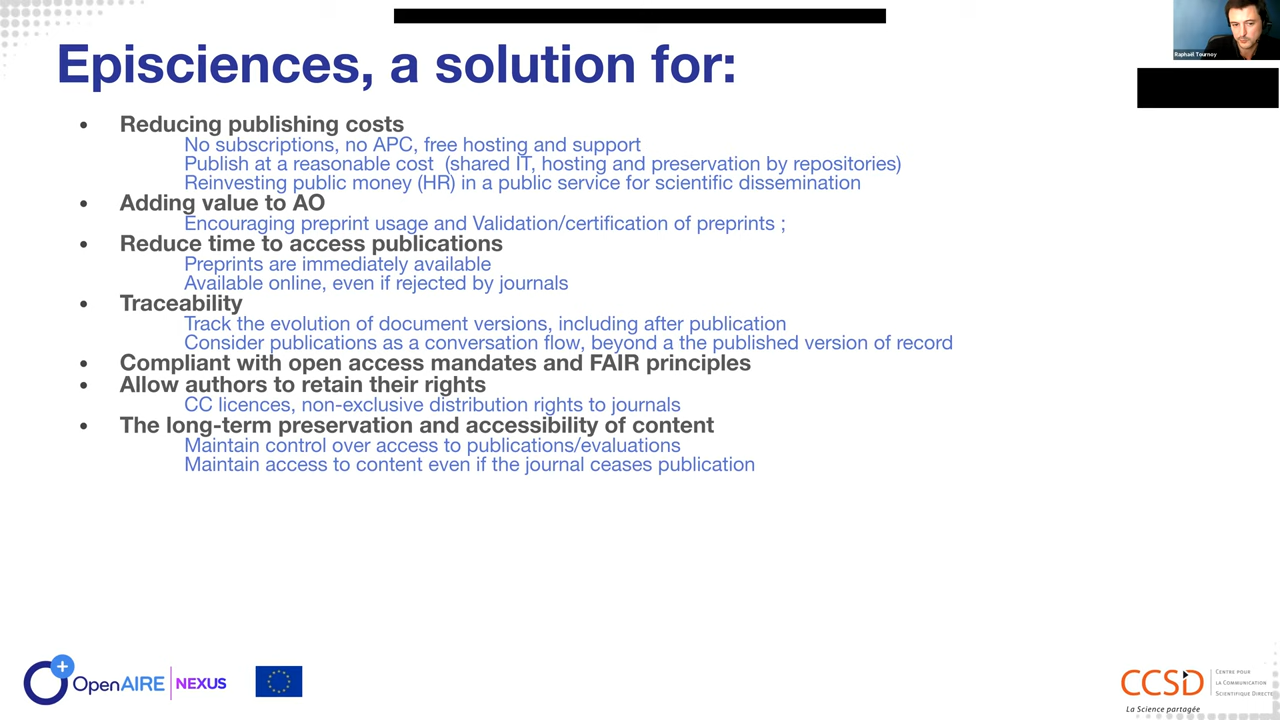 Episciences, a solution for:
Raphaël Tournoy
• Reducing publishing costs
No subscriptions, no APC, free hosting and support
Publish at a reasonable cost (shared IT, hosting and preservation by repositories)
Reinvesting public money (HR) in a public service for scientific dissemination
• Adding value to AO
Encouraging preprint usage and Validation/certification of preprints ;
• Reduce time to access publications
Preprints are immediately available
Available online, even if rejected by journals
• Traceability
Track the evolution of document versions, including after publication
Consider publications as a conversation flow, beyond a the published version of record
• Compliant with open access mandates and FAIR principles
• Allow authors to retain their rights
CC licences, non-exclusive distribution rights to journals
• The long-term preservation and accessibility of content
Maintain control over access to publications/evaluations
Maintain access to content even if the journal ceases publication
OpenAIRE NEXUS
CCSD
Centre pour
la Communication
Scientifique Directe
La Science partagée